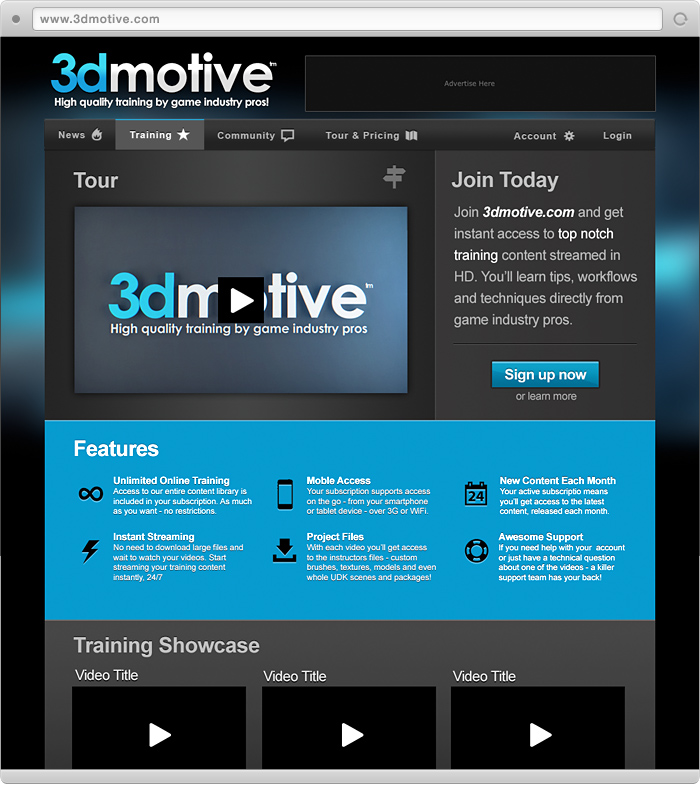 www.3dmotive.com
3dmotive™
High quality training by game industry pros!
Advertise Here
News Training Community Tour & Pricing Account Login
Tour
3dmotive™
High quality training by game industry pros
Join Today
Join 3dmotive.com and get
instant access to top notch
training content streamed in
HD. You'll learn tips, workflows
and techniques directly from
game industry pros.
Sign up now
or learn more
Features
Unlimited Online Training
Access to our entire content library is
included in your subscription. As much
as you want - no restrictions.
Moble Access
Your subscription supports access
on the go - from your smartphone
or tablet device - over 3G or WiFi.
24
New Content Each Month
Your active subscriptio means
you'll get access to the latest
content, released each month.
Instant Streaming
No need to download large files and
wait to watch your videos. Start
streaming your training content
instantly, 24/7
Project Files
With each video you'll get access
to the instructors files - custom
brushes, textures, models and even
whole UDK scenes and packages!
Awesome Support
If you need help with your account
or just have a technical question
about one of the videos - a killer
support team has your back!
Training Showcase
Video Title
Video Title
Video Title